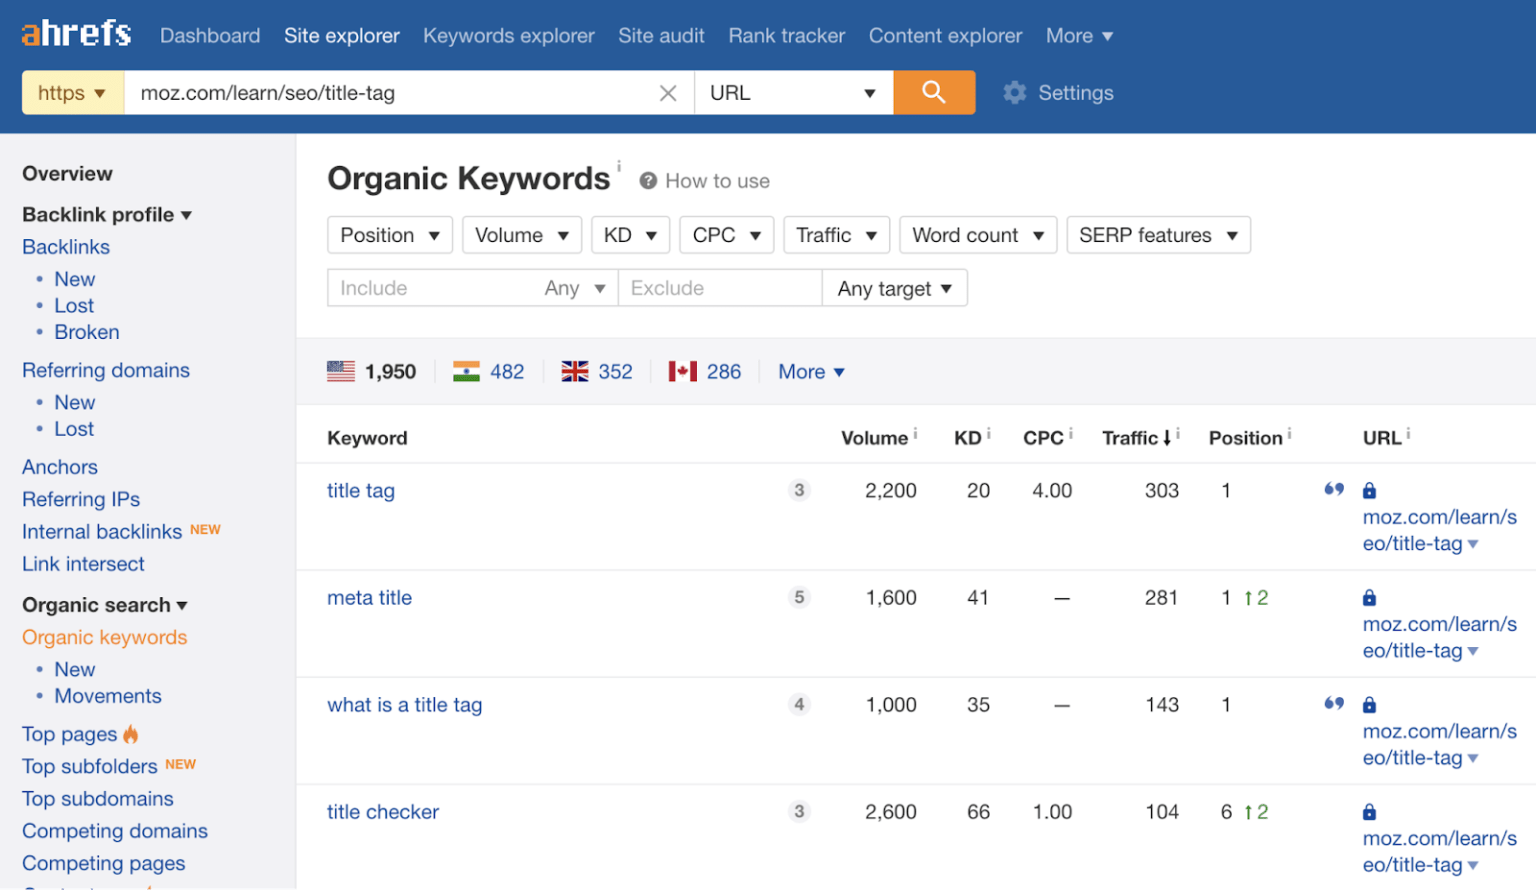 ahrefs Dashboard Site explorer Keywords explorer Site audit Rank tracker Content explorer More
https moz.com/learn/seo/title-tag URL Settings
Overview
Backlink profile
Backlinks
New
Lost
Broken
Referring domains
New
Lost
Anchors
Referring IPs
Internal backlinks NEW
Link intersect
Organic search
Organic keywords
New
Movements
Top pages
Top subfolders NEW
Top subdomains
Competing domains
Competing pages
Organic Keywords i ? How to use
Position Volume KD CPC Traffic Word count SERP features
Include Any Exclude Any target
1,950 482 352 286 More
Keyword Volume i KD i CPC i Traffic i Position i URL i
title tag 3 2,200 20 4.00 303 1
moz.com/learn/s
eo/title-tag
meta title 5 1,600 41 — 281 1 ↑2
moz.com/learn/s
eo/title-tag
what is a title tag 4 1,000 35 — 143 1
moz.com/learn/s
eo/title-tag
title checker 3 2,600 66 1.00 104 6 ↑2
moz.com/learn/s
eo/title-tag